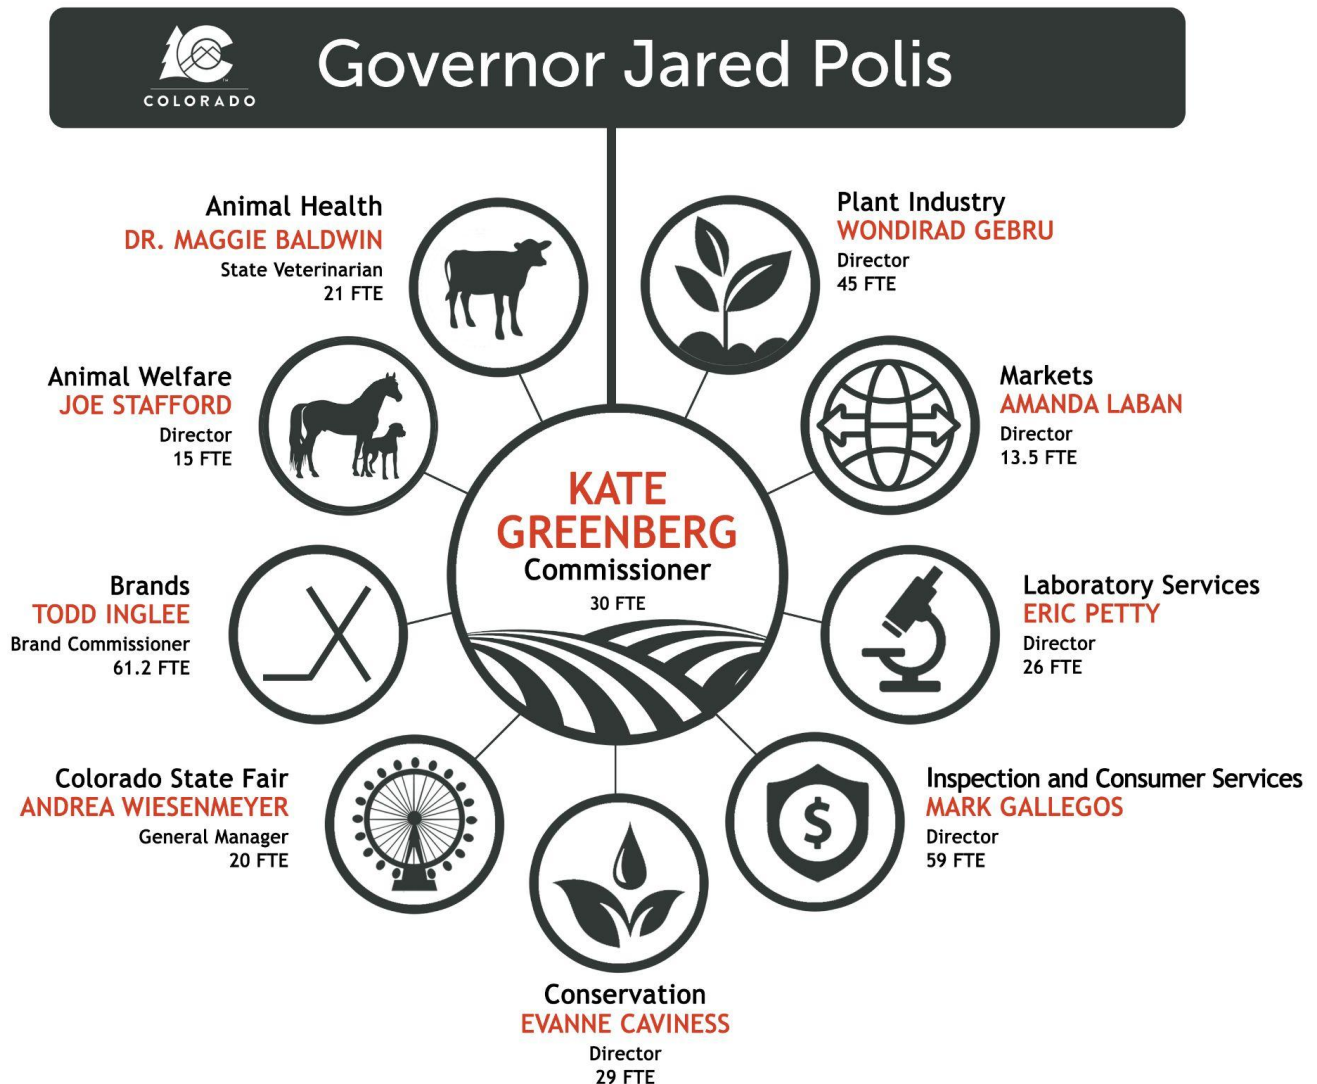 COLORADO
Governor Jared Polis
Animal Health
DR. MAGGIE BALDWIN
State Veterinarian
21 FTE
Plant Industry
WONDIRAD GEBRU
Director
45 FTE
Animal Welfare
JOE STAFFORD
Director
15 FTE
Markets
AMANDA LABAN
Director
13.5 FTE
KATE
GREENBERG
Commissioner
30 FTE
Brands
TODD INGLEE
Brand Commissioner
61.2 FTE
Laboratory Services
ERIC PETTY
Director
26 FTE
Colorado State Fair
ANDREA WIESENMEYER
General Manager
20 FTE
$
Inspection and Consumer Services
MARK GALLEGOS
Director
59 FTE
Conservation
EVANNE CAVINESS
Director
29 FTE